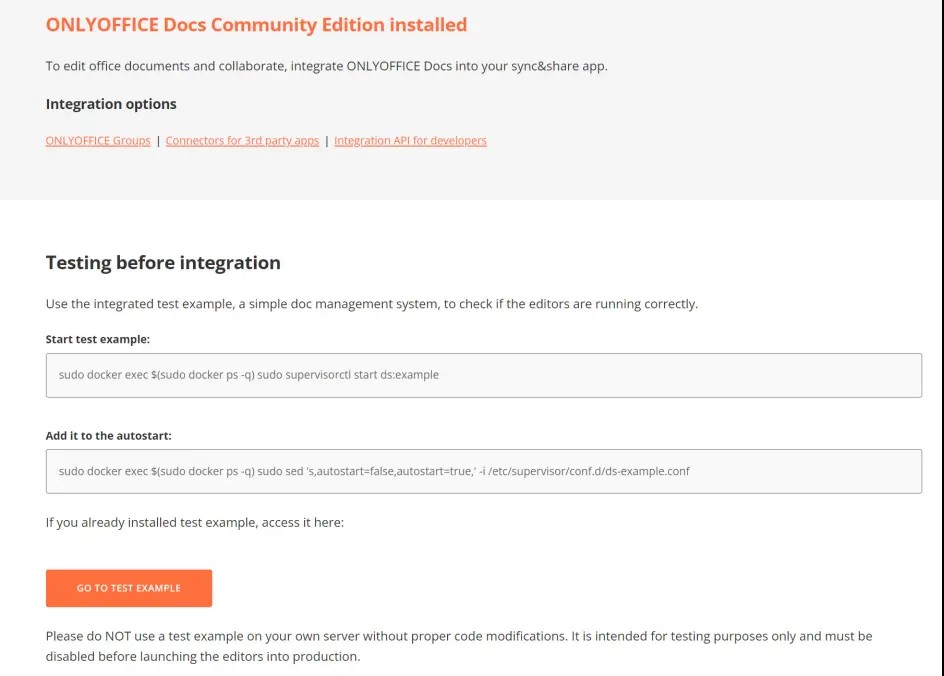 ONLYOFFICE Docs Community Edition installed
To edit office documents and collaborate, integrate ONLYOFFICE Docs into your sync&share app.
Integration options
ONLYOFFICE Groups | Connectors for 3rd party apps | Integration API for developers
Testing before integration
Use the integrated test example, a simple doc management system, to check if the editors are running correctly.
Start test example:
sudo docker exec $(sudo docker ps -q) sudo supervisorctl start ds:example
Add it to the autostart:
sudo docker exec $(sudo docker ps -q) sudo sed 's,autostart=false,autostart=true,' -i /etc/supervisor/conf.d/ds-example.conf
If you already installed test example, access it here:
GO TO TEST EXAMPLE
Please do NOT use a test example on your own server without proper code modifications. It is intended for testing purposes only and must be
disabled before launching the editors into production.